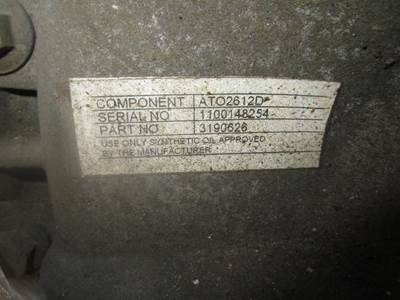 COMPONENT ATO2612D
SERIAL NO 1100148254
PART NO 3190626
USE ONLY SYNTHETIC OIL APPROVED
BY THE MANUFACTURER